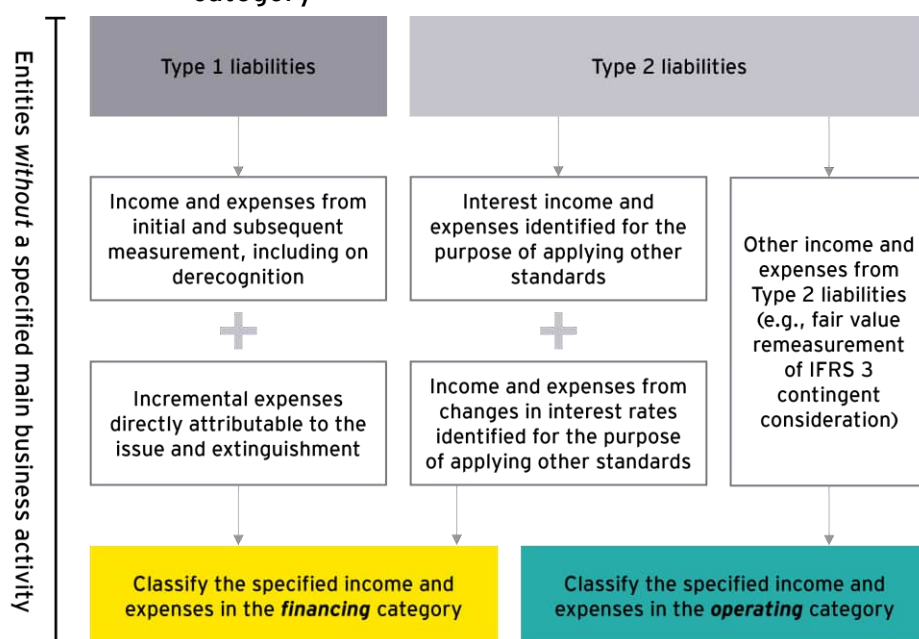 category
Entities without a specified main business activity
Type 1 liabilities
Type 2 liabilities
Income and expenses from
initial and subsequent
measurement, including on
derecognition
Interest income and
expenses identified for the
purpose of applying other
standards
Other income and
expenses from
Type 2 liabilities
(e.g., fair value
remeasurement
of IFRS 3
contingent
consideration)
Incremental expenses
directly attributable to the
issue and extinguishment
Income and expenses from
changes in interest rates
identified for the purpose
of applying other standards
Classify the specified income and
expenses in the financing category
Classify the specified income and
expenses in the operating category